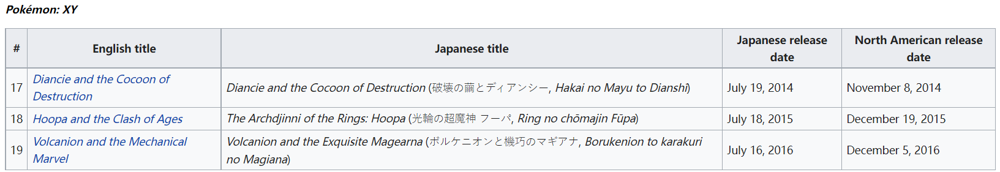 Pokémon: XY
# English title Japanese title Japanese release date North American release date
17 Diancie and the Cocoon of Destruction Diancie and the Cocoon of Destruction (破壊の繭とディアンシー, Hakai no Mayu to Dianshī) July 19, 2014 November 8, 2014
18 Hoopa and the Clash of Ages The Archdjinni of the Rings: Hoopa (光輪の超魔神 フーパ, Ring no chōmajin Fūpa) July 18, 2015 December 19, 2015
19 Volcanion and the Mechanical Marvel Volcanion and the Exquisite Magearna (ボルケニオンと機巧のマギアナ, Borukenion to karakuri no Magiana) July 16, 2016 December 5, 2016